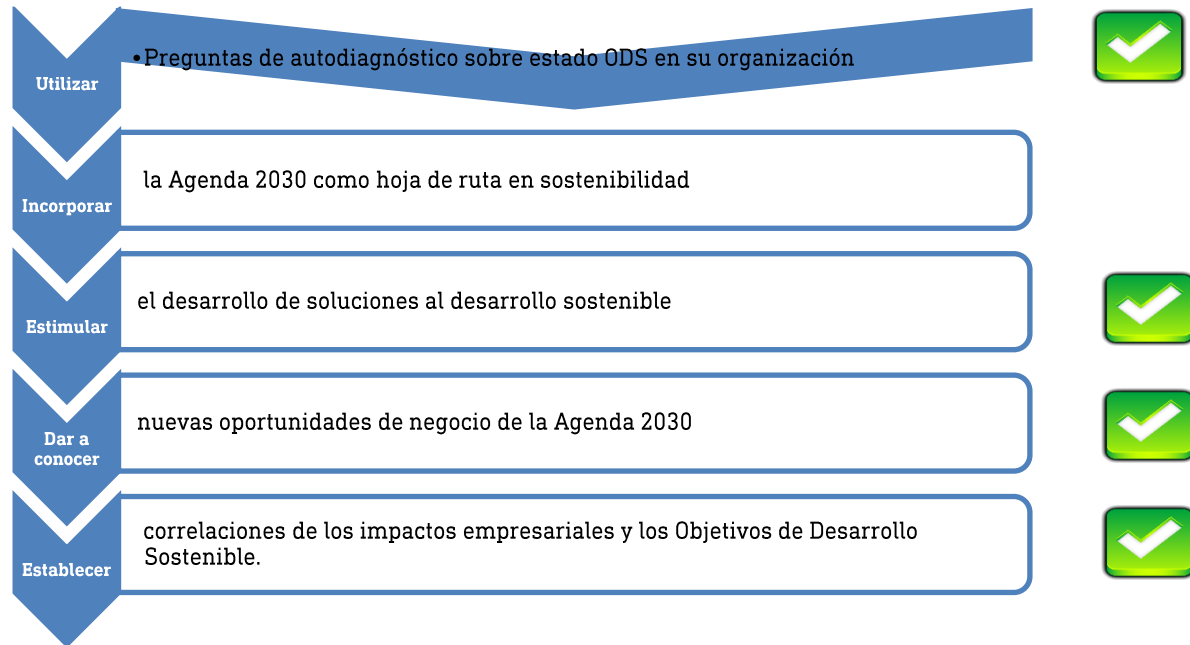 Utilizar
•Preguntas de autodiagnóstico sobre estado ODS en su organización
Incorporar
la Agenda 2030 como hoja de ruta en sostenibilidad
Estimular
el desarrollo de soluciones al desarrollo sostenible
Dar a
conocer
nuevas oportunidades de negocio de la Agenda 2030
Establecer
correlaciones de los impactos empresariales y los Objetivos de Desarrollo
Sostenible.